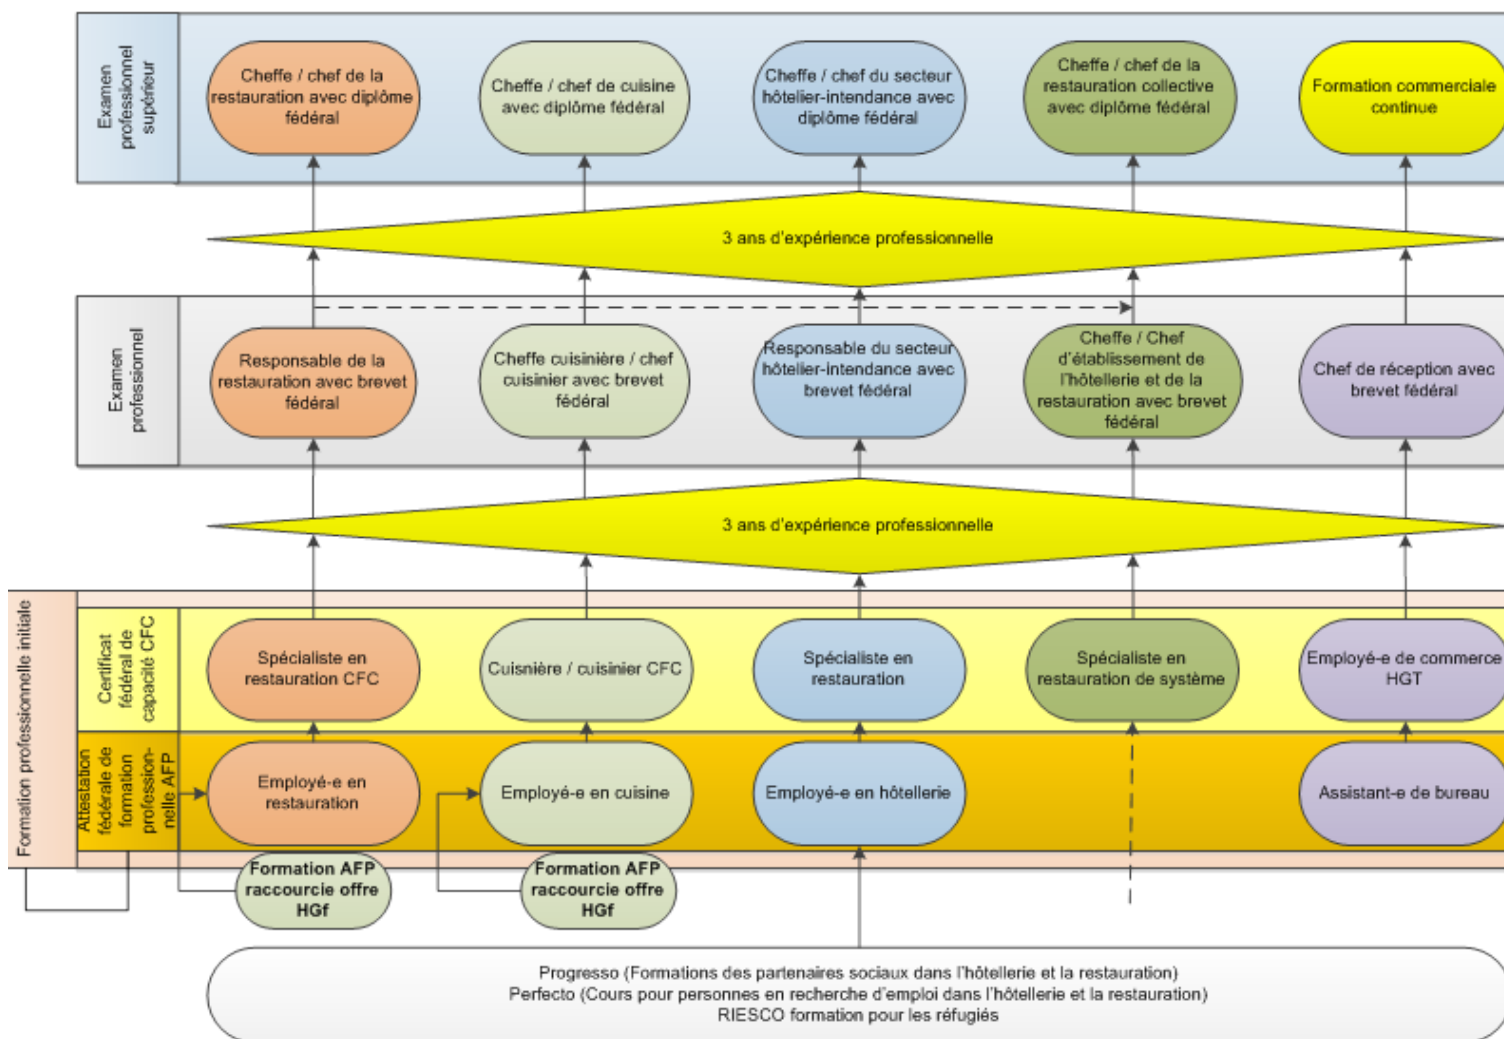 Examen
professionnel
supérieur
Cheffe / chef de la
restauration avec diplôme
fédéral
Cheffe / chef de cuisine
avec diplôme fédéral
Cheffe / chef du secteur
hôtelier-intendance avec
diplôme fédéral
Cheffe / chef de la
restauration collective
avec diplôme fédéral
Formation commerciale
continue
3 ans d'expérience professionnelle
Examen
professionnel
Responsable de la
restauration avec brevet
fédéral
Cheffe cuisinière / chef
cuisinier avec brevet
fédéral
Responsable du secteur
hôtelier-intendance avec
brevet fédéral
Cheffe / Chef
d'établissement de
l'hôtellerie et de la
restauration avec brevet
fédéral
Chef de réception avec
brevet fédéral
3 ans d'expérience professionnelle
Formation professionnelle initiale
Certificat
fédéral de
capacité CFC
Spécialiste en
restauration CFC
Cuisnière / cuisinier CFC
Spécialiste en
restauration
Spécialiste en
restauration de système
Employé-e de commerce
HGT
Attestation
fédérale de
formation
profession-
nelle AFP
Employé-e en
restauration
Employé-e en cuisine
Employé-e en hôtellerie
Assistant-e de bureau
Formation AFP
raccourcie offre
HGf
Formation AFP
raccourcie offre
HGf
Progresso (Formations des partenaires sociaux dans l'hôtellerie et la restauration)
Perfecto (Cours pour personnes en recherche d'emploi dans l'hôtellerie et la restauration)
RIESCO formation pour les réfugiés